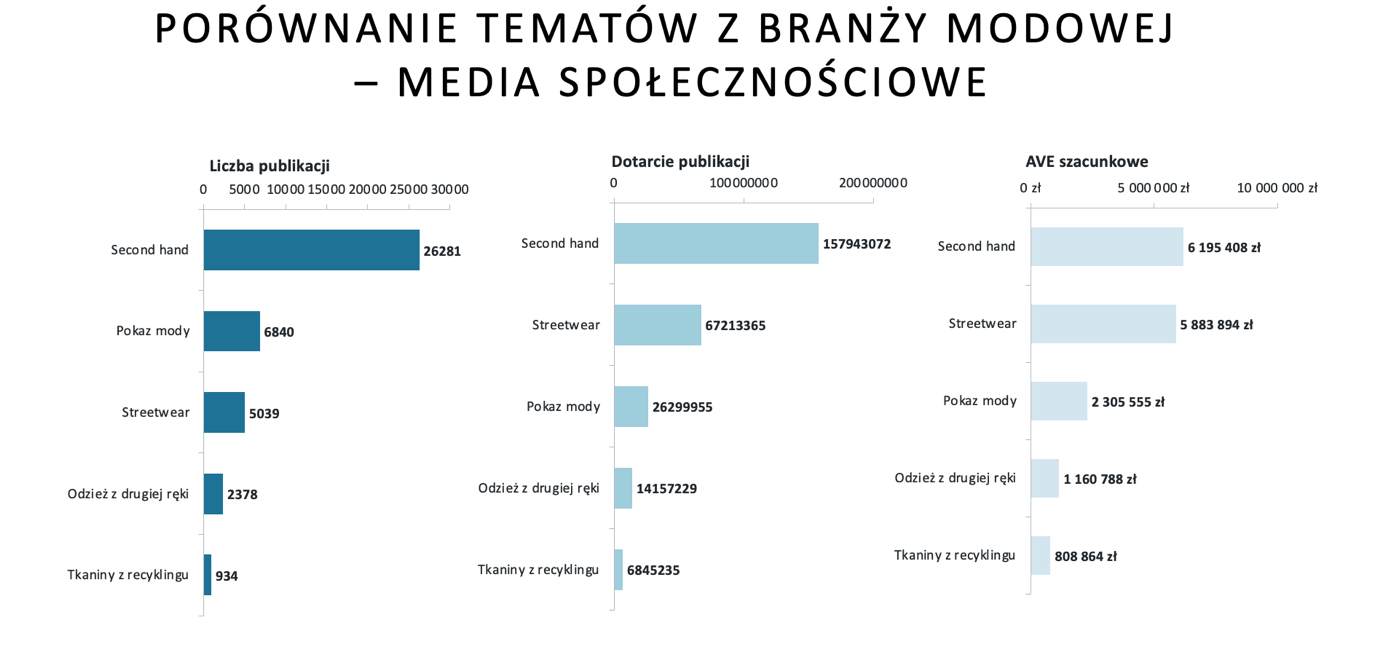 PORÓWNANIE TEMATÓW Z BRANŻY MODOWEJ
– MEDIA SPOŁECZNOŚCIOWE
Liczba publikacji
0 5000 10000 15000 20000 25000 30000
Second hand 26281
Pokaz mody 6840
Streetwear 5039
Odzież z drugiej ręki 2378
Tkaniny z recyklingu 934
Dotarcie publikacji
0 100000000 200000000
Second hand 157943072
Streetwear 67213365
Pokaz mody 26299955
Odzież z drugiej ręki 14157229
Tkaniny z recyklingu 6845235
AVE szacunkowe
0 zł 5 000 000 zł 10 000 000 zł
Second hand 6 195 408 zł
Streetwear 5 883 894 zł
Pokaz mody 2 305 555 zł
Odzież z drugiej ręki 1 160 788 zł
Tkaniny z recyklingu 808 864 zł